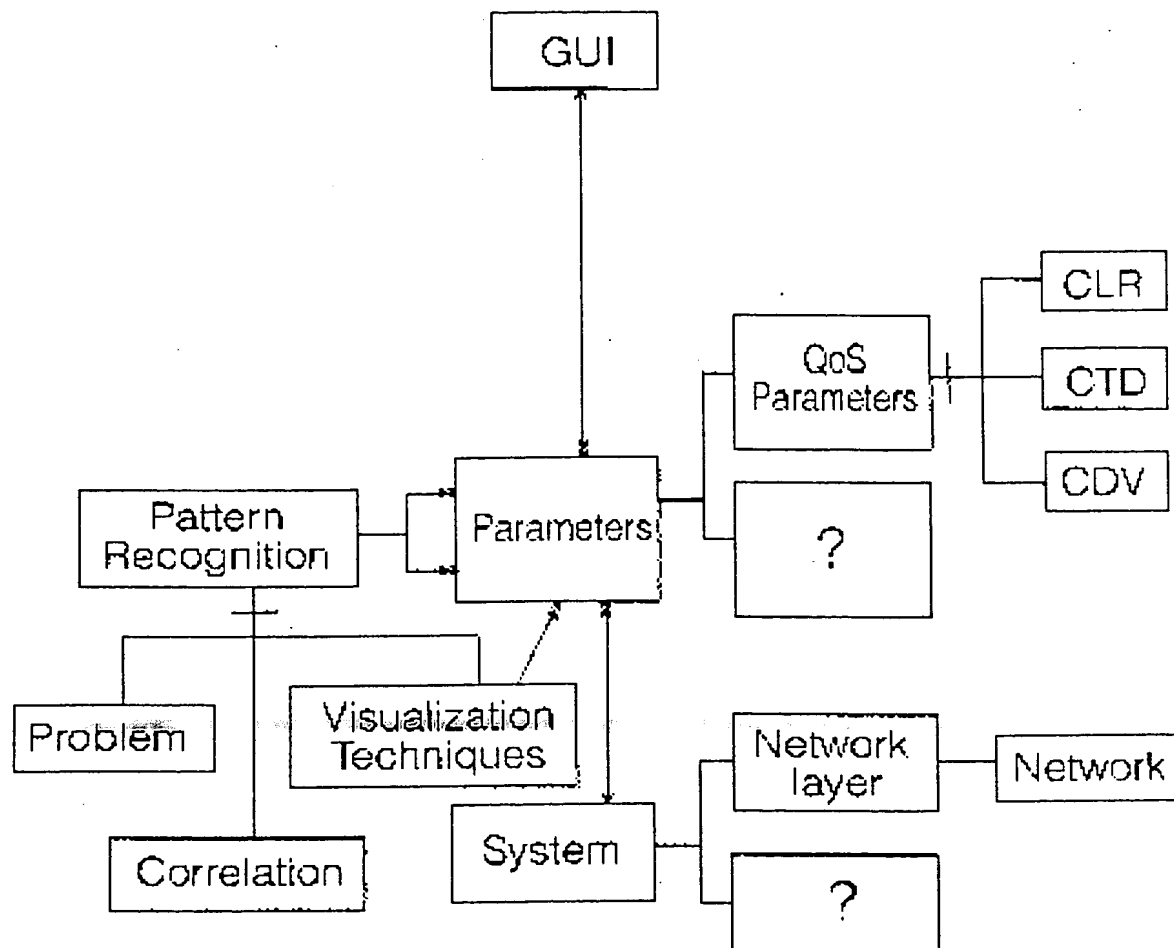 GUI
CLR
QoS
Parameters
CTD
CDV
Pattern
Recognition
Parameters
?
Problem
Visualization
Techniques
Network
layer
Network
System
Correlation
?